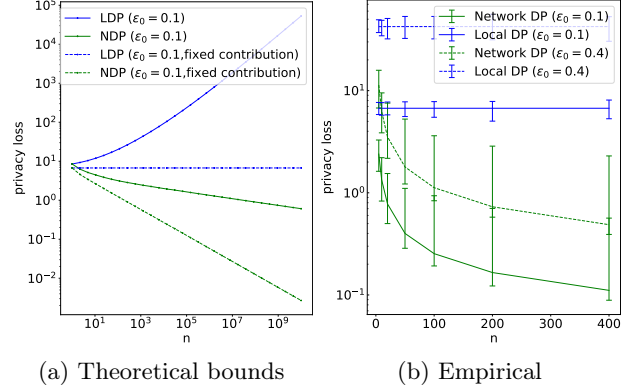 LDP (ε₀ = 0.1)
NDP (ε₀ = 0.1)
LDP (ε₀ = 0.1,fixed contribution)
NDP (ε₀ = 0.1,fixed contribution)
privacy loss
10⁵
10⁴
10³
10²
10¹
10⁰
10⁻¹
10⁻²
10¹
10³
10⁵
10⁷
10⁹
n
(a) Theoretical bounds
Network DP (ε₀ = 0.1)
Local DP (ε₀ = 0.1)
Network DP (ε₀ = 0.4)
Local DP (ε₀ = 0.4)
privacy loss
10¹
10⁰
10⁻¹
0
100
200
300
400
n
(b) Empirical